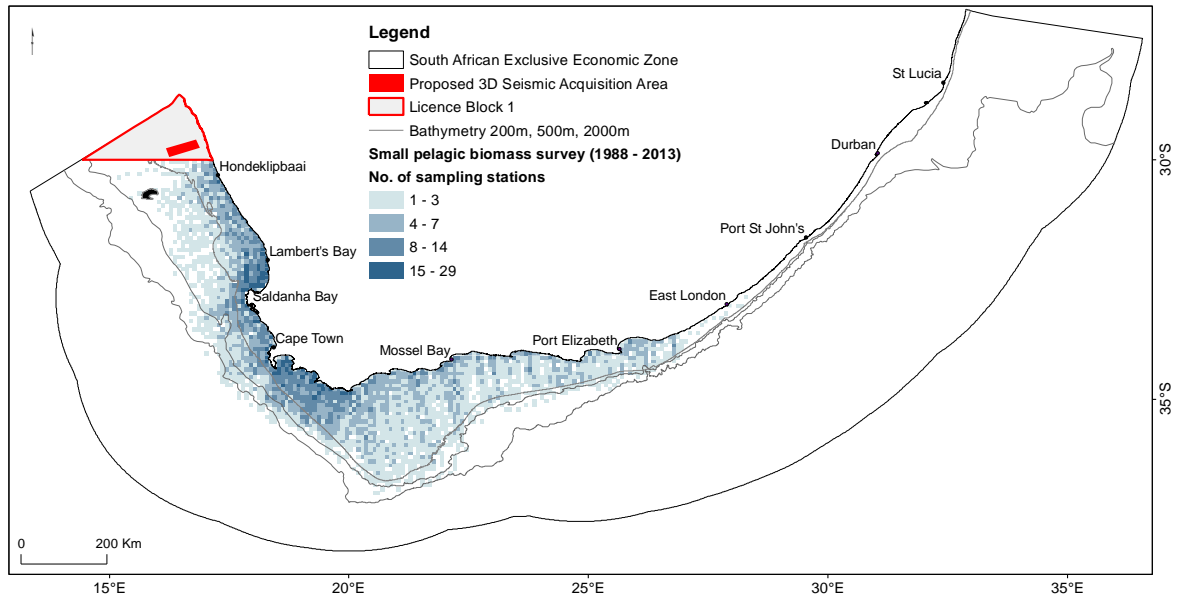 Legend
South African Exclusive Economic Zone
Proposed 3D Seismic Acquisition Area
Licence Block 1
Bathymetry 200m, 500m, 2000m
Small pelagic biomass survey (1988 - 2013)
No. of sampling stations
1 - 3
4 - 7
8 - 14
15 - 29
St Lucia
Durban
30°S
Hondeklipbaai
Port St John's
Lambert's Bay
East London
Saldanha Bay
Cape Town
Port Elizabeth
Mossel Bay
35°S
0 200 Km
15°E 20°E 25°E 30°E 35°E